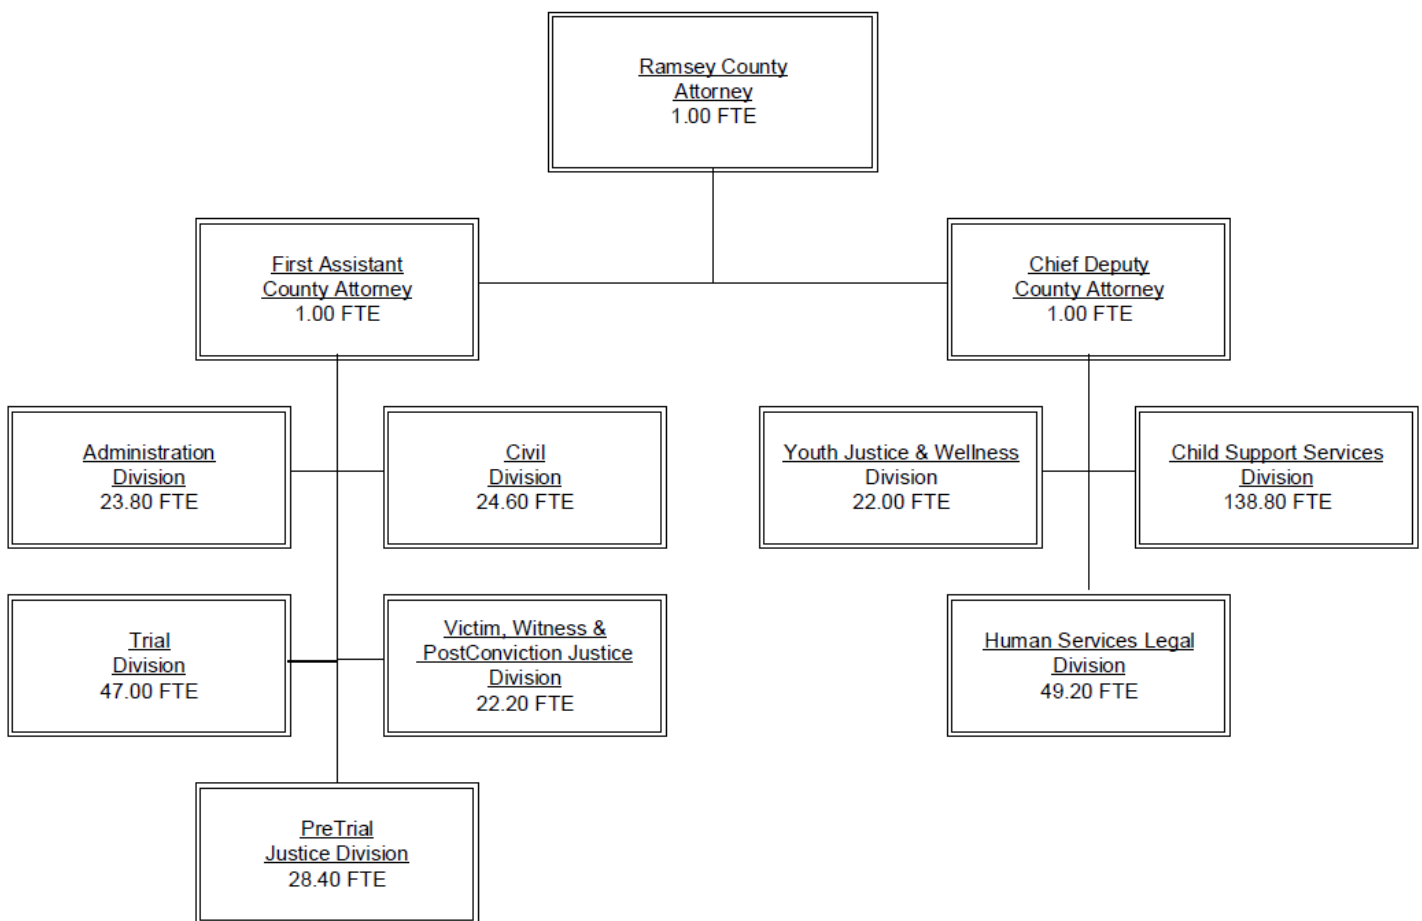 Ramsey County
Attorney
1.00 FTE
First Assistant
County Attorney
1.00 FTE
Chief Deputy
County Attorney
1.00 FTE
Administration
Division
23.80 FTE
Civil
Division
24.60 FTE
Youth Justice & Wellness
Division
22.00 FTE
Child Support Services
Division
138.80 FTE
Trial
Division
47.00 FTE
Victim, Witness &
PostConviction Justice
Division
22.20 FTE
Human Services Legal
Division
49.20 FTE
PreTrial
Justice Division
28.40 FTE